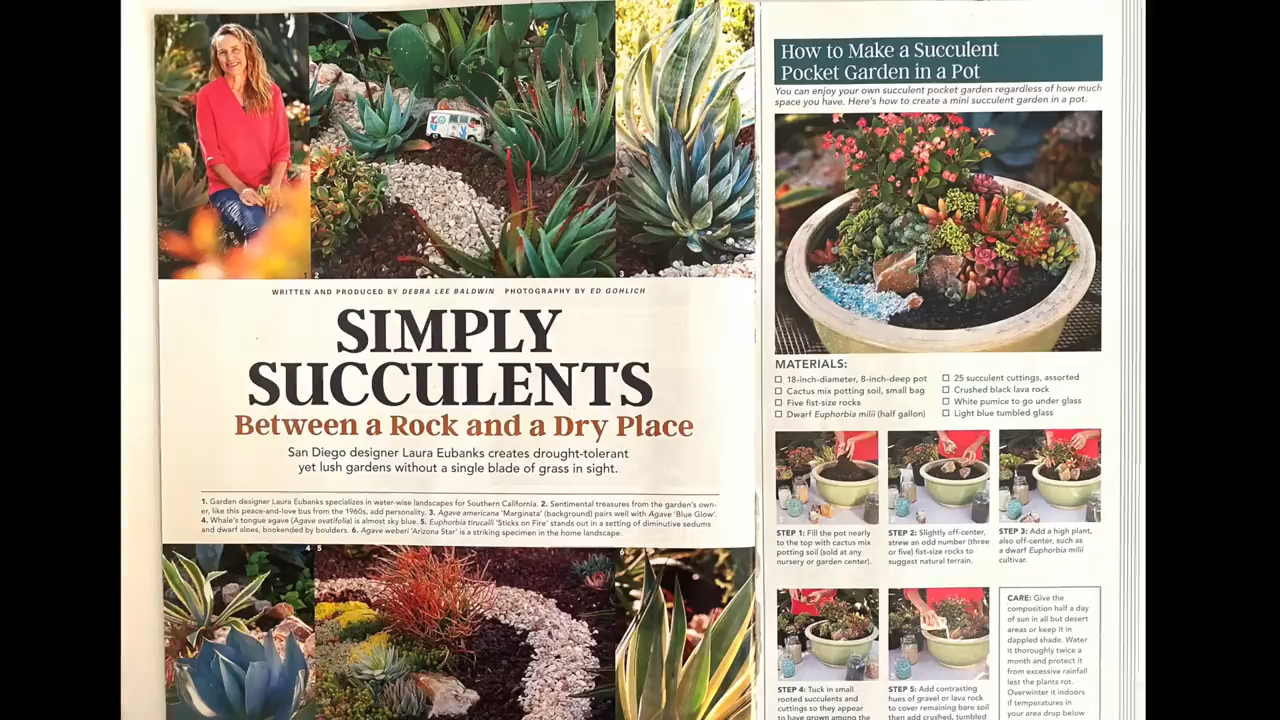 1
2
3
WRITTEN AND PRODUCED BY DEBRA LEE BALDWIN PHOTOGRAPHY BY ED GOHLICH
SIMPLY
SUCCULENTS
Between a Rock and a Dry Place
San Diego designer Laura Eubanks creates drought-tolerant
yet lush gardens without a single blade of grass in sight.
1. Garden designer Laura Eubanks specializes in water-wise landscapes for Southern California. 2. Sentimental treasures from the garden's own-
er, like this peace-and-love bus from the 1960s, add personality. 3. Agave americana 'Marginata' (background) pairs well with Agave 'Blue Glow'.
4. Whale's tongue agave (Agave ovatifolia) is almost sky blue. 5. Euphorbia tirucalli 'Sticks on Fire' stands out in a setting of diminutive sedums
and dwarf aloes, bookended by boulders. 6. Agave weberi 'Arizona Star' is a striking specimen in the home landscape.
4 5
6
How to Make a Succulent
Pocket Garden in a Pot
You can enjoy your own succulent pocket garden regardless of how much
space you have. Here's how to create a mini succulent garden in a pot.
MATERIALS:
18-inch-diameter, 8-inch-deep pot
Cactus mix potting soil, small bag
Five fist-size rocks
Dwarf Euphorbia milii (half gallon)
25 succulent cuttings, assorted
Crushed black lava rock
White pumice to go under glass
Light blue tumbled glass
STEP 1: Fill the pot nearly
to the top with cactus mix
potting soil (sold at any
nursery or garden center).
STEP 2: Slightly off-center,
strew an odd number (three
or five) fist-size rocks to
suggest natural terrain.
STEP 3: Add a high plant,
also off-center, such as
a dwarf Euphorbia milii
cultivar.
STEP 4: Tuck in small
rooted succulents and
cuttings so they appear
to have grown among the
STEP 5: Add contrasting
hues of gravel or lava rock
to cover remaining bare soil
then add crushed, tumbled
CARE: Give the
composition half a day
of sun in all but desert
areas or keep it in
dappled shade. Water
it thoroughly twice a
month and protect it
from excessive rainfall
lest the plants rot.
Overwinter it indoors
if temperatures in
your area drop below